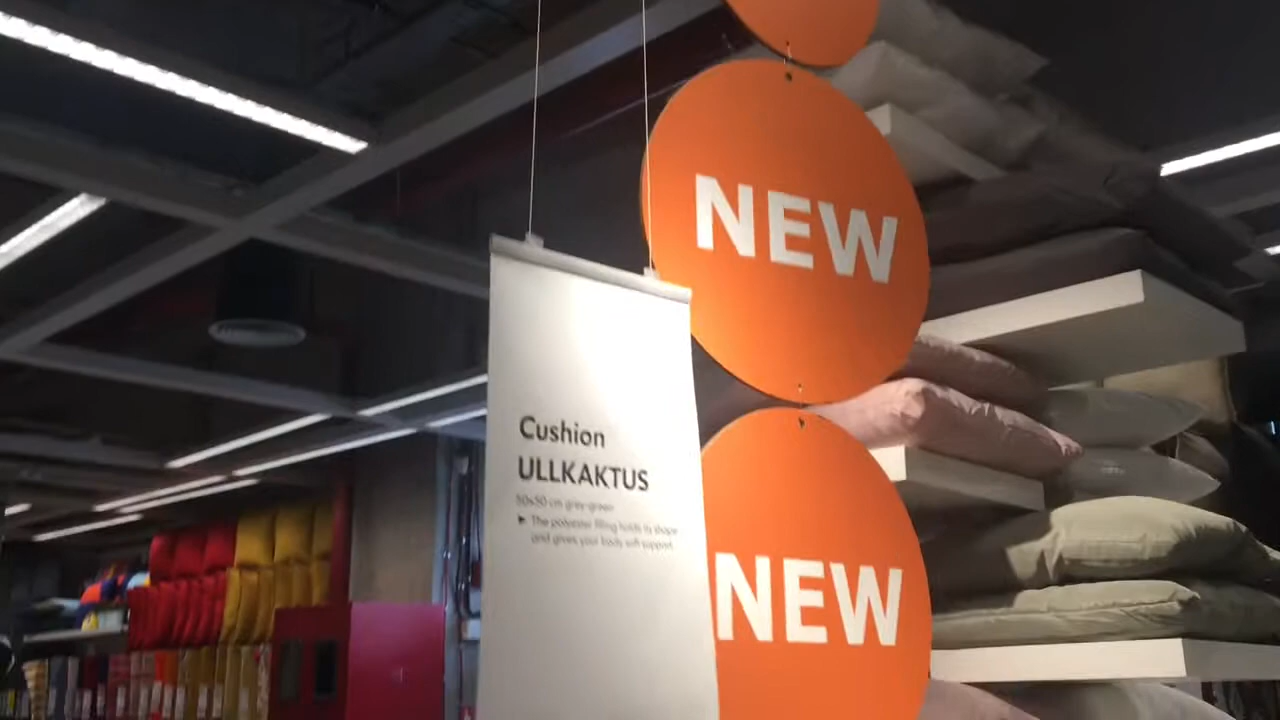 NEW
Cushion
ULLKAKTUS
50x50 cm grey-green
► The polyester filling holds its shape
and gives your body soft support.
NEW